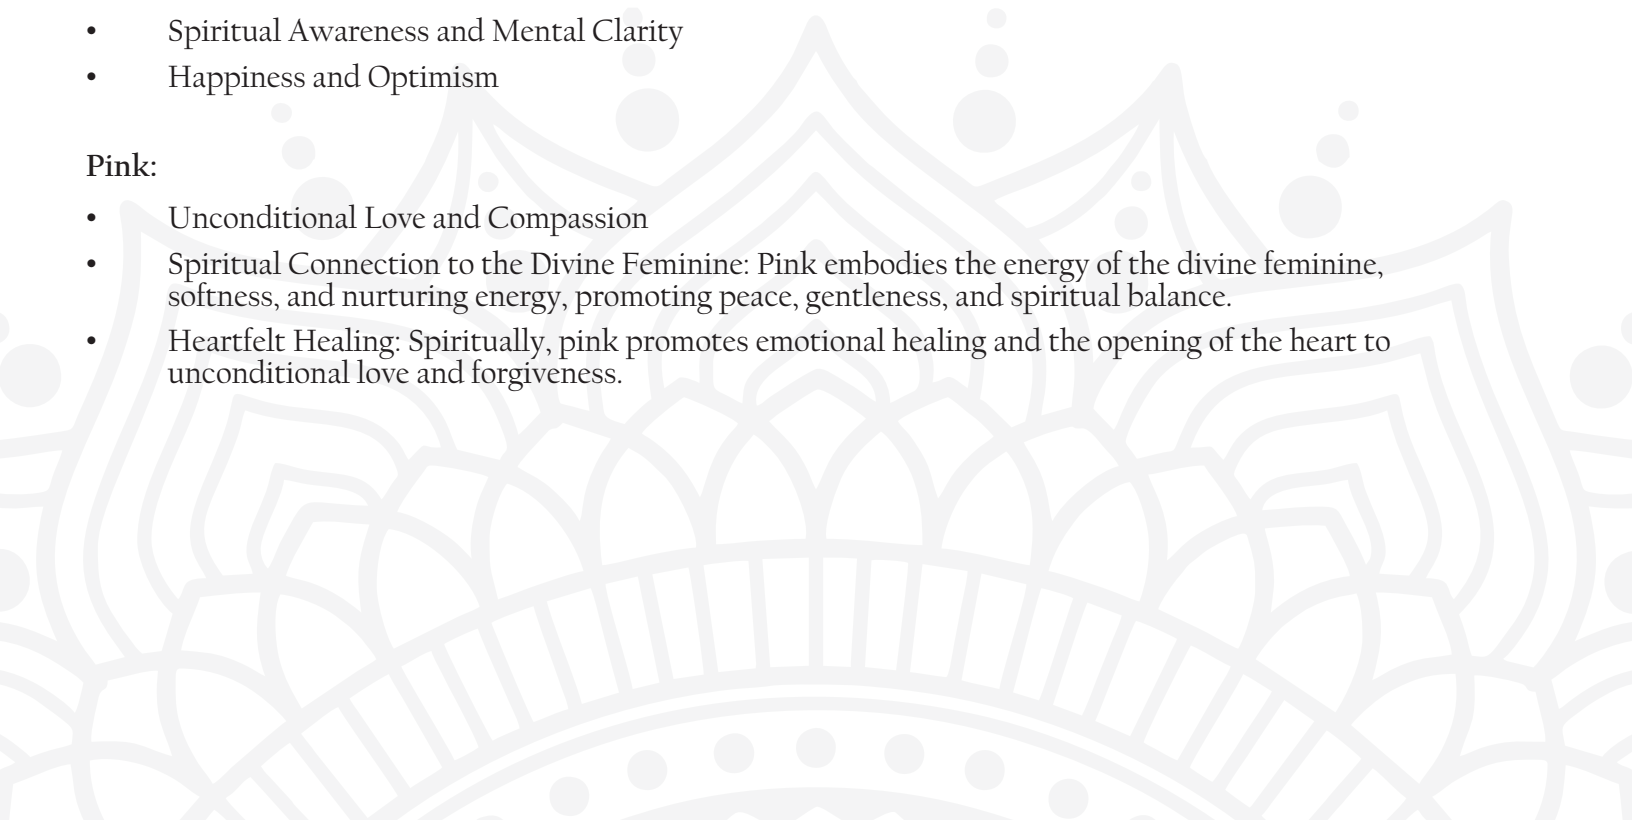 • Spiritual Awareness and Mental Clarity
• Happiness and Optimism
Pink:
• Unconditional Love and Compassion
• Spiritual Connection to the Divine Feminine: Pink embodies the energy of the divine feminine,
softness, and nurturing energy, promoting peace, gentleness, and spiritual balance.
• Heartfelt Healing: Spiritually, pink promotes emotional healing and the opening of the heart to
unconditional love and forgiveness.